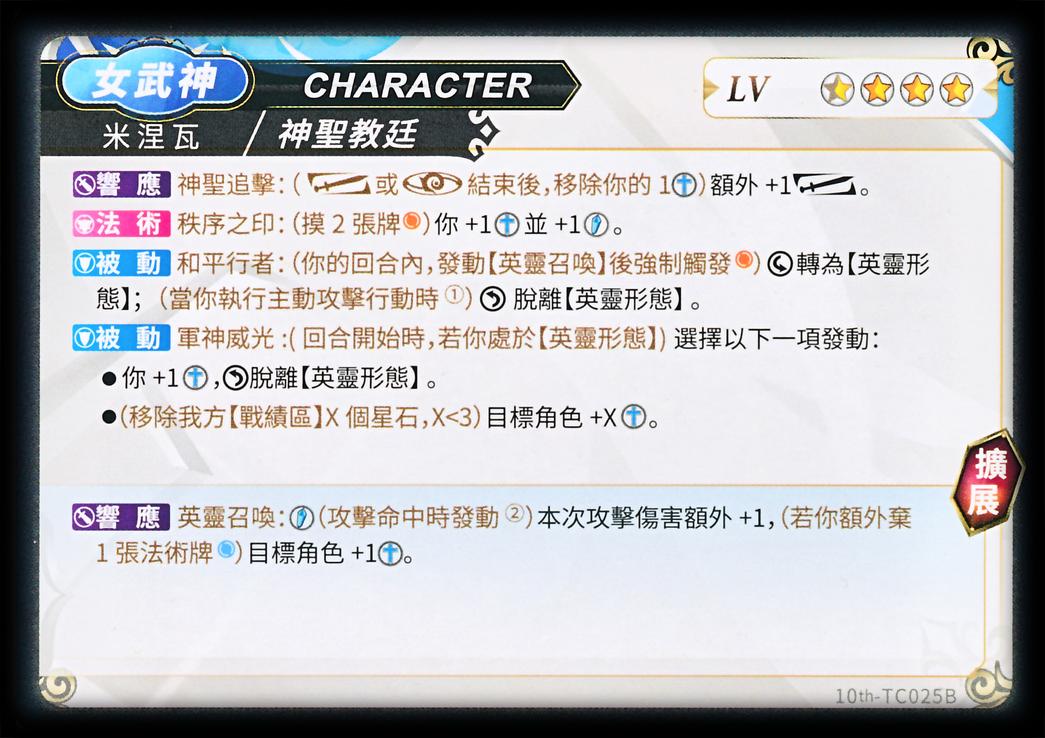 女武神
CHARACTER
LV
米涅瓦 / 神聖教廷
響應 神聖追擊：（ 或 結束後，移除你的 1 ）額外 +1 。
法術 秩序之印：（摸 2 張牌 ）你 +1 並 +1 。
被動 和平行者：（你的回合內，發動【英靈召喚】後強制觸發 ） 轉為【英靈形
態】；（當你執行主動攻擊行動時 ①） 脫離【英靈形態】。
被動 軍神威光：（回合開始時，若你處於【英靈形態】）選擇以下一項發動：
●你 +1 ， 脫離【英靈形態】。
●（移除我方【戰績區】X 個星石，X<3）目標角色 +X 。
擴展
響應 英靈召喚： （攻擊命中時發動 ②）本次攻擊傷害額外 +1，（若你額外棄
1 張法術牌 ）目標角色 +1 。
10th-TC025B